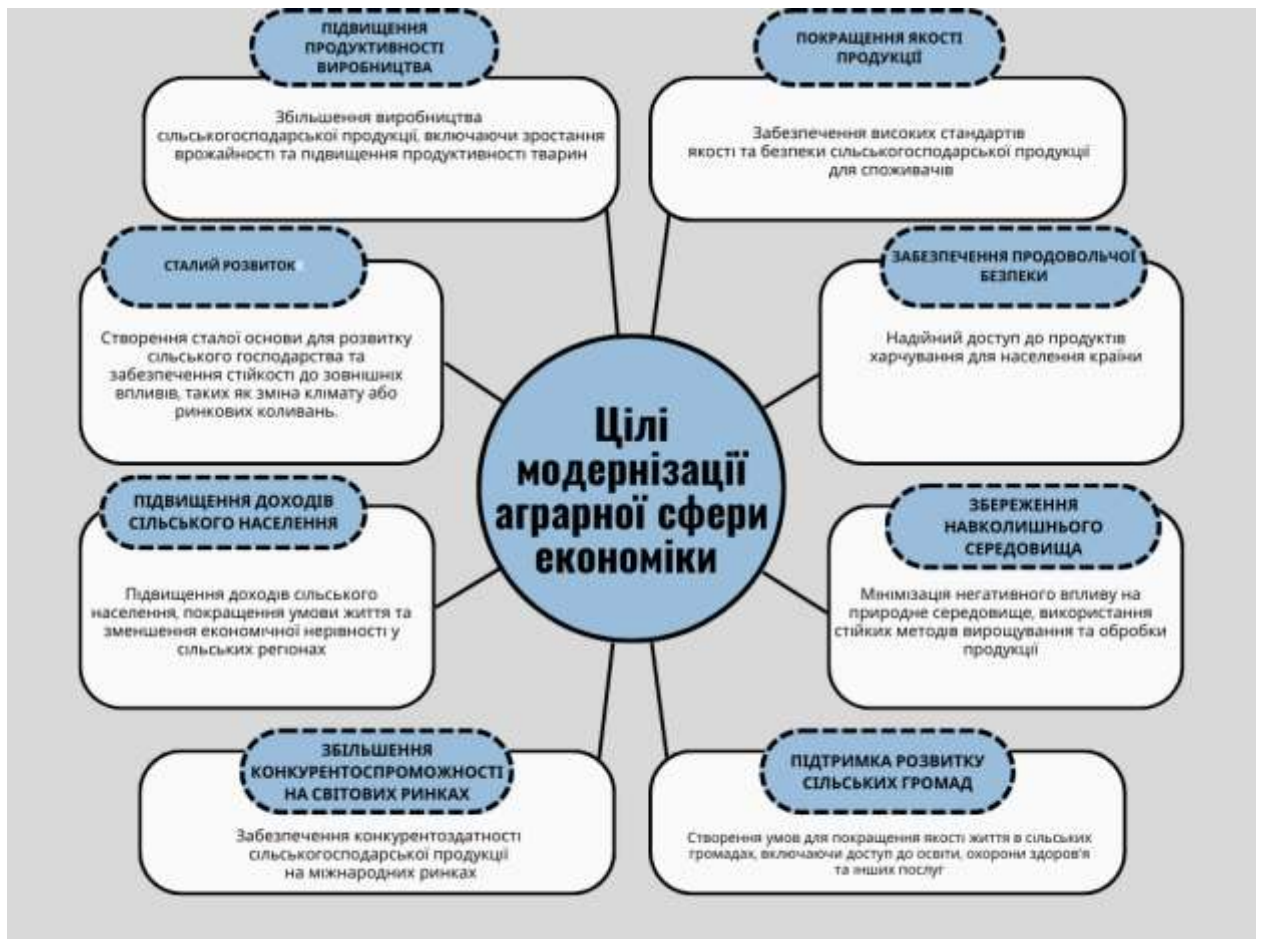 ПІДВИЩЕННЯ
ПРОДУКТИВНОСТІ
ВИРОБНИЦТВА
Збільшення виробництва
сільськогосподарської продукції, включаючи зростання
врожайності та підвищення продуктивності тварин
ПОКРАЩЕННЯ ЯКОСТІ
ПРОДУКЦІЇ
Забезпечення високих стандартів
якості та безпеки сільськогосподарської продукції
для споживачів
СТАЛИЙ РОЗВИТОК
Створення сталої основи для розвитку
сільського господарства та
забезпечення стійкості до зовнішніх
впливів, таких як зміна клімату або
ринкових коливань.
ЗАБЕЗПЕЧЕННЯ ПРОДОВОЛЬЧОЇ
БЕЗПЕКИ
Надійний доступ до продуктів
харчування для населення країни
Цілі
модернізації
аграрної сфери
економіки
ПІДВИЩЕННЯ ДОХОДІВ
СІЛЬСЬКОГО НАСЕЛЕННЯ
Підвищення доходів сільського
населення, покращення умови життя та
зменшення економічної нерівності у
сільських регіонах
ЗБЕРЕЖЕННЯ
НАВКОЛИШНЬОГО
СЕРЕДОВИЩА
Мінімізація негативного впливу на
природне середовище, використання
стійких методів вирощування та обробки
продукції
ЗБІЛЬШЕННЯ
КОНКУРЕНТОСПРОМОЖНОСТІ
НА СВІТОВИХ РИНКАХ
Забезпечення конкурентоздатності
сільськогосподарської продукції
на міжнародних ринках
ПІДТРИМКА РОЗВИТКУ
СІЛЬСЬКИХ ГРОМАД
Створення умов для покращення якості життя в сільських
громадах, включаючи доступ до освіти, охорони здоров'я
та інших послуг